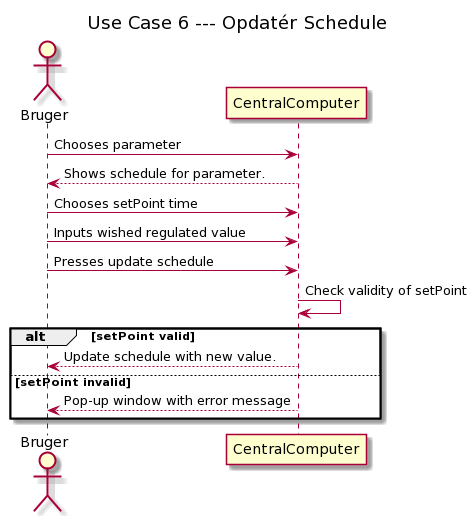 Use Case 6 --- Opdatér Schedule
Bruger
CentralComputer
Chooses parameter
Shows schedule for parameter.
Chooses setPoint time
Inputs wished regulated value
Presses update schedule
Check validity of setPoint
alt [setPoint valid]
Update schedule with new value.
[setPoint invalid]
Pop-up window with error message
Bruger
CentralComputer